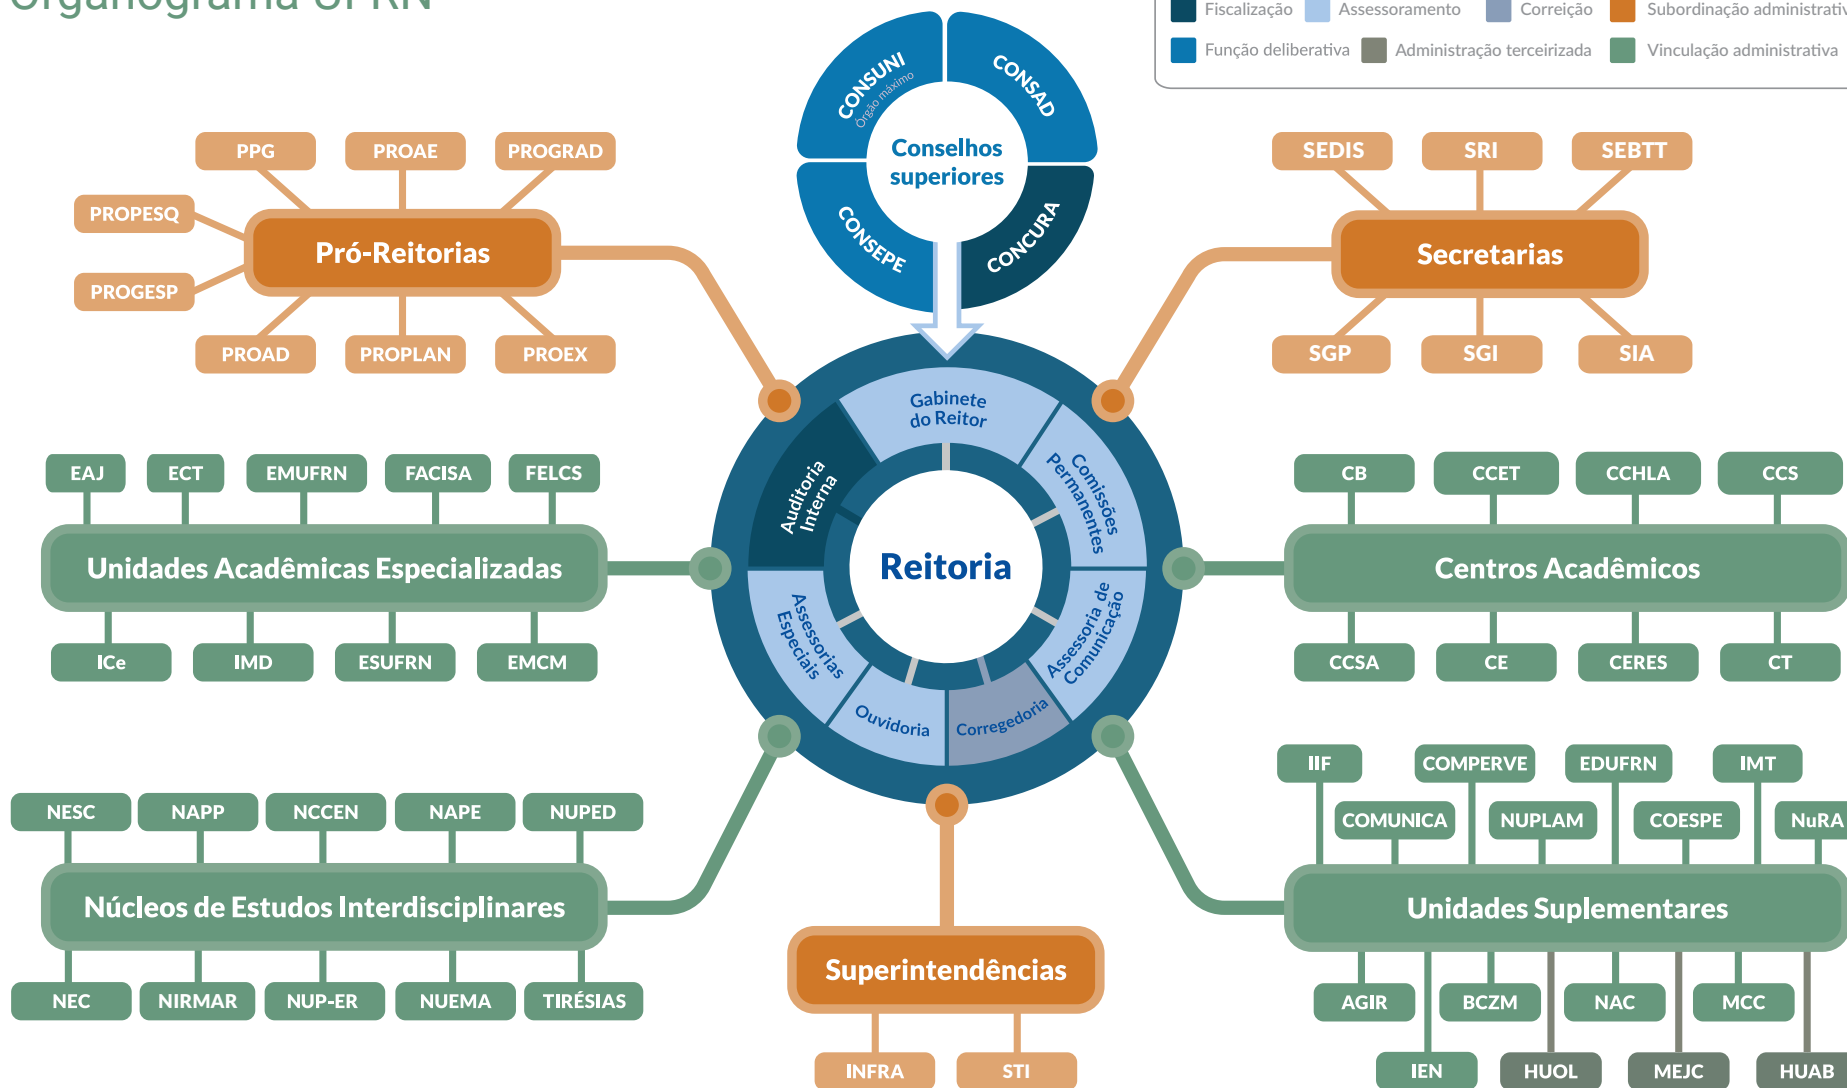 Organograma UFRN
Fiscalização
Assessoramento
Correição
Subordinação administrativa
Função deliberativa
Administração terceirizada
Vinculação administrativa
CONSUNI
Órgão máximo
CONSAD
CONSEPE
CONCURA
Conselhos
superiores
PPG
PROAE
PROGRAD
PROPESQ
Pró-Reitorias
PROGESP
PROAD
PROPLAN
PROEX
SEDIS
SRI
SEBTT
Secretarias
SGP
SGI
SIA
Gabinete
do Reitor
Auditoria
Interna
Comissões
Permanentes
Reitoria
Assessorias
Especiais
Assessoria de
Comunicação
Ouvidoria
Corregedoria
EAJ
ECT
EMUFRN
FACISA
FELCS
Unidades Acadêmicas Especializadas
ICe
IMD
ESUFRN
EMCM
CB
CCET
CCHLA
CCS
Centros Acadêmicos
CCSA
CE
CERES
CT
NESC
NAPP
NCCEN
NAPE
NUPED
Núcleos de Estudos Interdisciplinares
NEC
NIRMAR
NUP-ER
NUEMA
TIRÉSIAS
Superintendências
INFRA
STI
IIF
COMPERVE
EDUFRN
IMT
COMUNICA
NUPLAM
COESPE
NuRA
Unidades Suplementares
AGIR
BCZM
NAC
MCC
IEN
HUOL
MEJC
HUAB